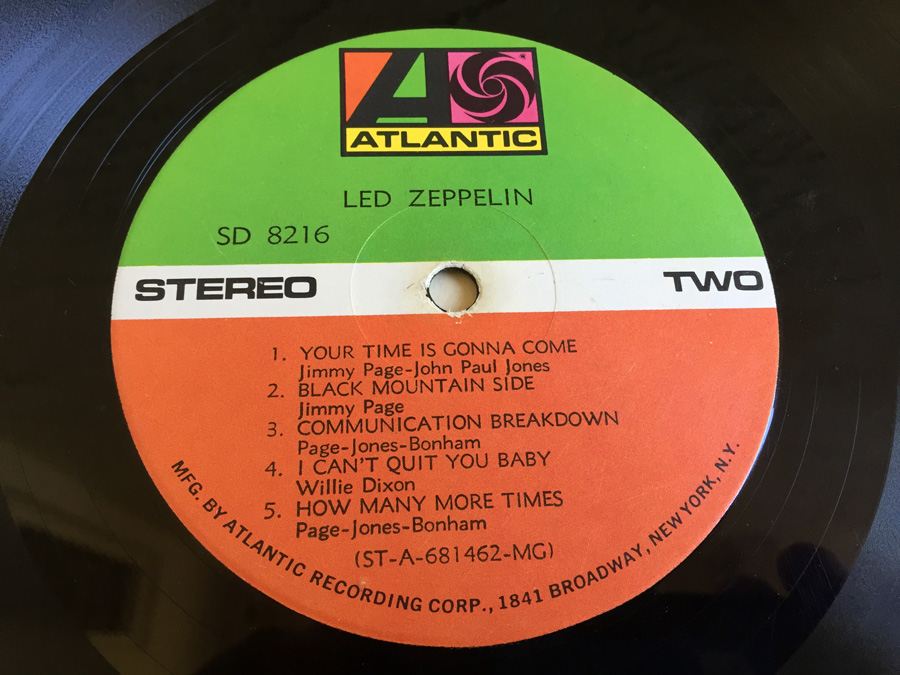 ATLANTIC
LED ZEPPELIN
SD 8216
STEREO TWO
1. YOUR TIME IS GONNA COME
Jimmy Page-John Paul Jones
2. BLACK MOUNTAIN SIDE
Jimmy Page
3. COMMUNICATION BREAKDOWN
Page-Jones-Bonham
4. I CAN'T QUIT YOU BABY
Willie Dixon
5. HOW MANY MORE TIMES
Page-Jones-Bonham
(ST-A-681462-MG)
MFG. BY ATLANTIC RECORDING CORP., 1841 BROADWAY, NEW YORK, N.Y.